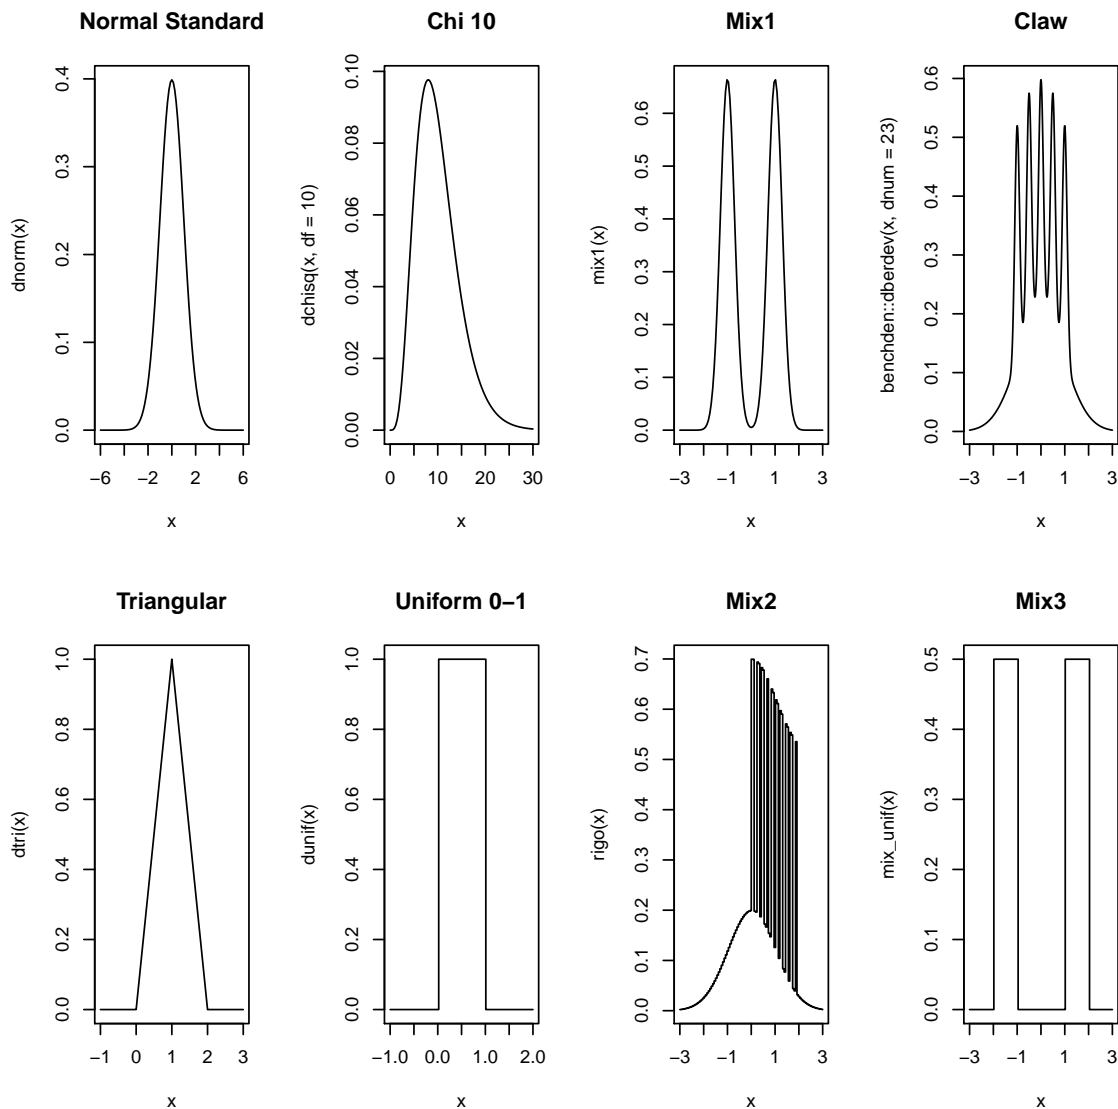 Normal Standard
dnorm(x)
0.0 0.1 0.2 0.3 0.4
−6 −2 2 6
x
Chi 10
dchisq(x, df = 10)
0.00 0.02 0.04 0.06 0.08 0.10
0 10 20 30
x
Mix1
mix1(x)
0.0 0.1 0.2 0.3 0.4 0.5 0.6
−3 −1 1 3
x
Claw
benchden::dberdev(x, dnum = 23)
0.0 0.1 0.2 0.3 0.4 0.5 0.6
−3 −1 1 3
x
Triangular
dtri(x)
0.0 0.2 0.4 0.6 0.8 1.0
−1 0 1 2 3
x
Uniform 0−1
dunif(x)
0.0 0.2 0.4 0.6 0.8 1.0
−1.0 0.0 1.0 2.0
x
Mix2
rigo(x)
0.0 0.1 0.2 0.3 0.4 0.5 0.6 0.7
−3 −1 1 3
x
Mix3
mix_unif(x)
0.0 0.1 0.2 0.3 0.4 0.5
−3 −1 1 3
x